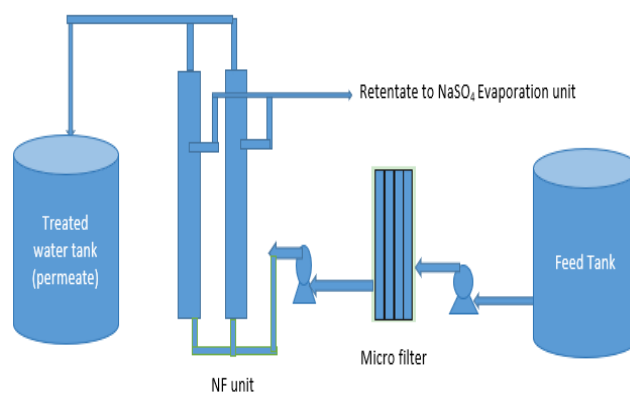 Retentate to NaSO₄ Evaporation unit
Treated
water tank
(permeate)
Feed Tank
Micro filter
NF unit